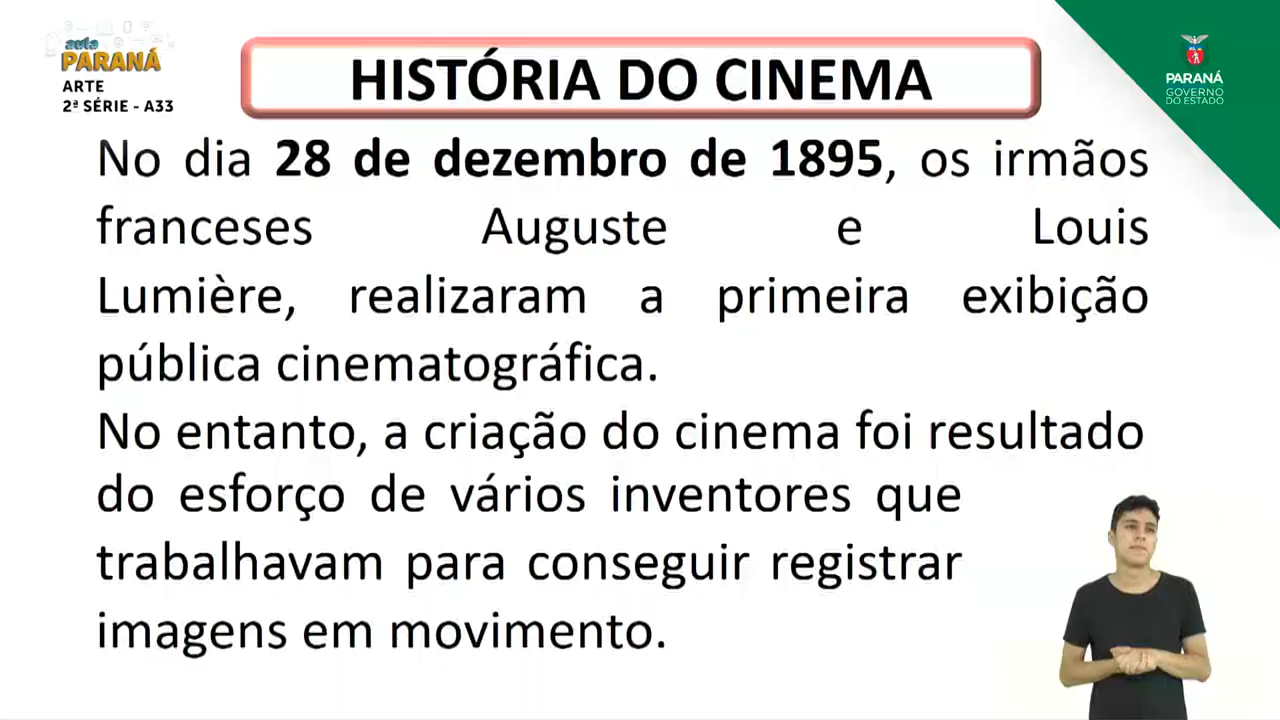 aula
PARANÁ
ARTE
2ª SÉRIE - A33
HISTÓRIA DO CINEMA
PARANÁ
GOVERNO
DO ESTADO
No dia 28 de dezembro de 1895, os irmãos
franceses Auguste e Louis
Lumière, realizaram a primeira exibição
pública cinematográfica.
No entanto, a criação do cinema foi resultado
do esforço de vários inventores que
trabalhavam para conseguir registrar
imagens em movimento.